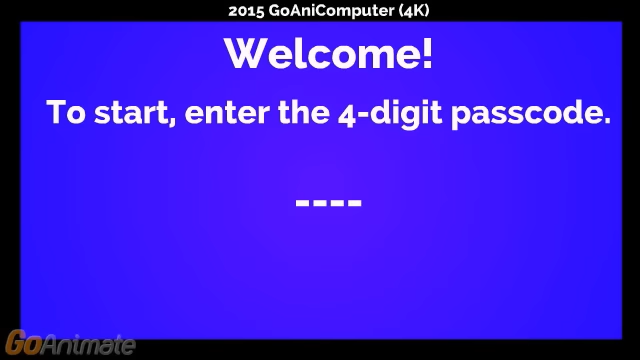 2015 GoAniComputer (4K)
Welcome!
To start, enter the 4-digit passcode.
----
GoAnimate